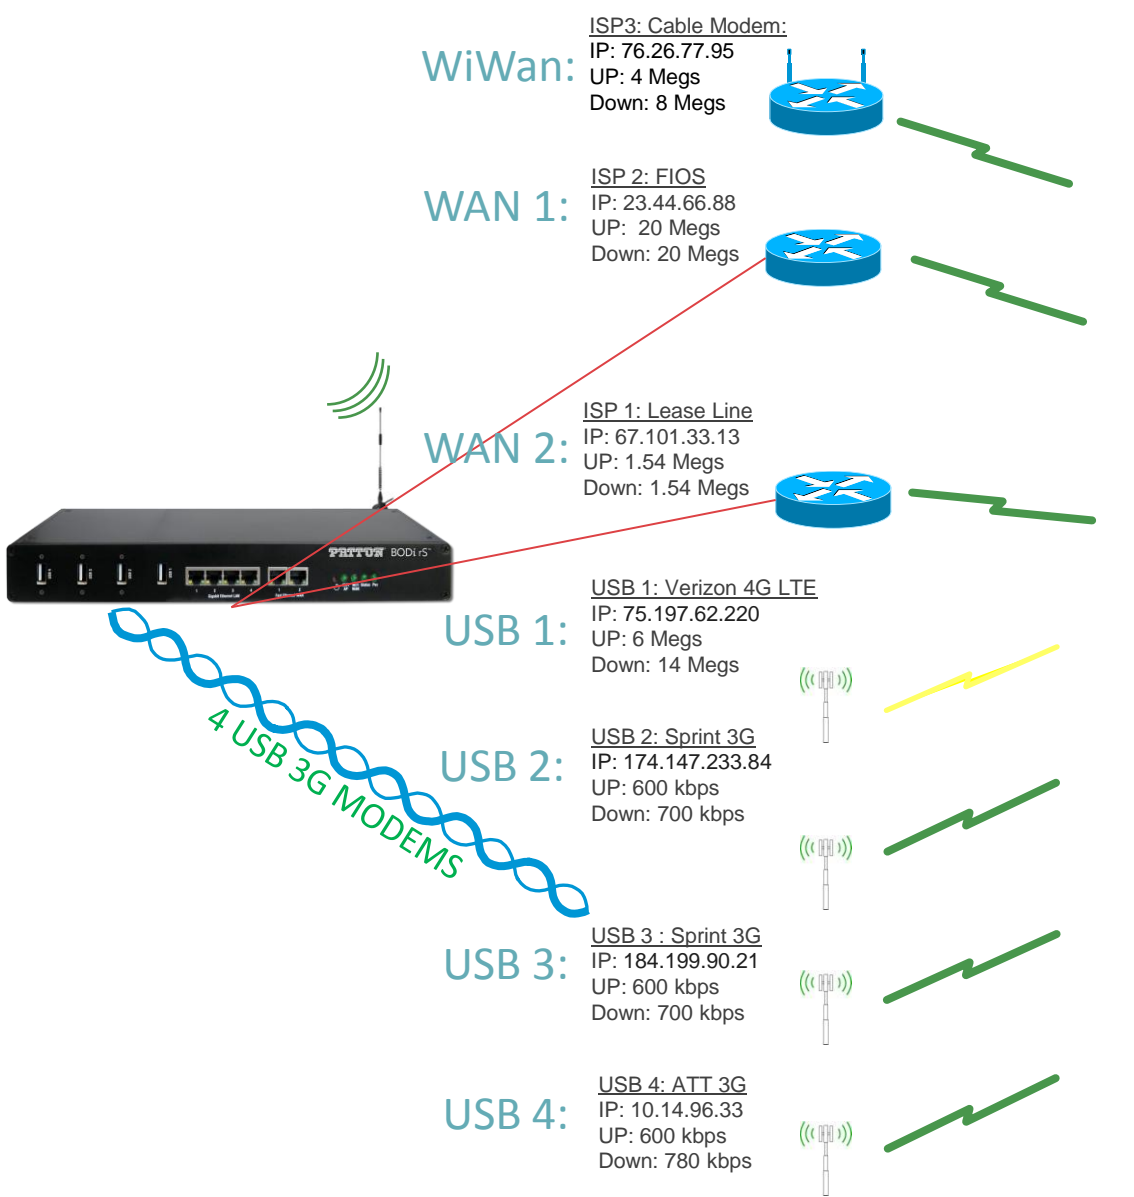 WiWan:
ISP3: Cable Modem:
IP: 76.26.77.95
UP: 4 Megs
Down: 8 Megs
WAN 1:
ISP 2: FIOS
IP: 23.44.66.88
UP:  20 Megs
Down: 20 Megs
WAN 2:
ISP 1: Lease Line
IP: 67.101.33.13
UP: 1.54 Megs
Down: 1.54 Megs
PATTON BODi rS™
USB 1:
USB 1: Verizon 4G LTE
IP: 75.197.62.220
UP: 6 Megs
Down: 14 Megs
4 USB 3G MODEMS
USB 2:
USB 2: Sprint 3G
IP: 174.147.233.84
UP: 600 kbps
Down: 700 kbps
USB 3:
USB 3 : Sprint 3G
IP: 184.199.90.21
UP: 600 kbps
Down: 700 kbps
USB 4:
USB 4: ATT 3G
IP: 10.14.96.33
UP: 600 kbps
Down: 780 kbps